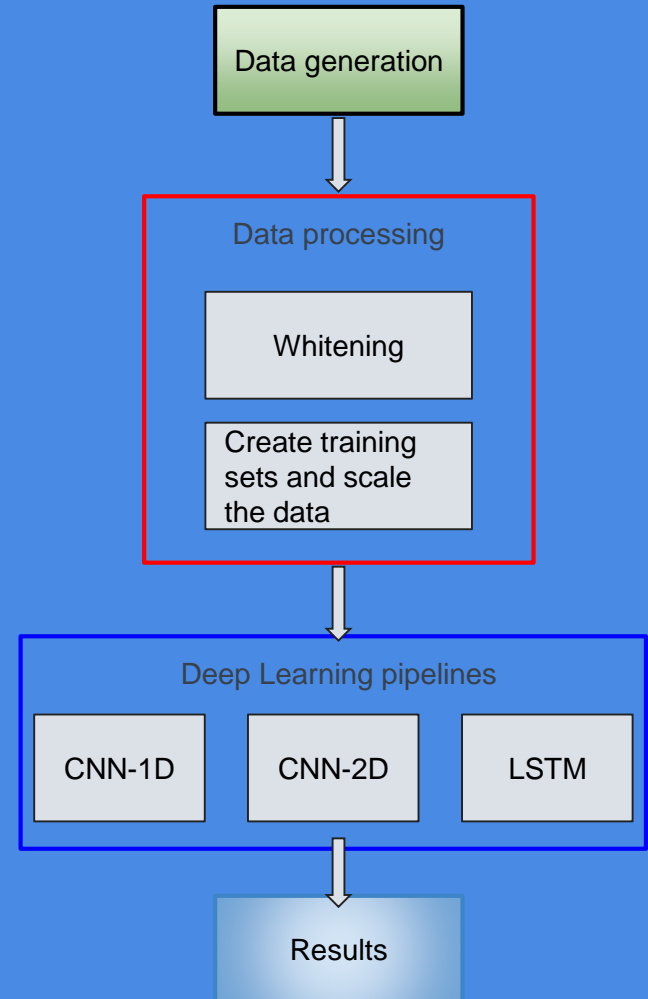 Data generation
Data processing
Whitening
Create training
sets and scale
the data
Deep Learning pipelines
CNN-1D
CNN-2D
LSTM
Results